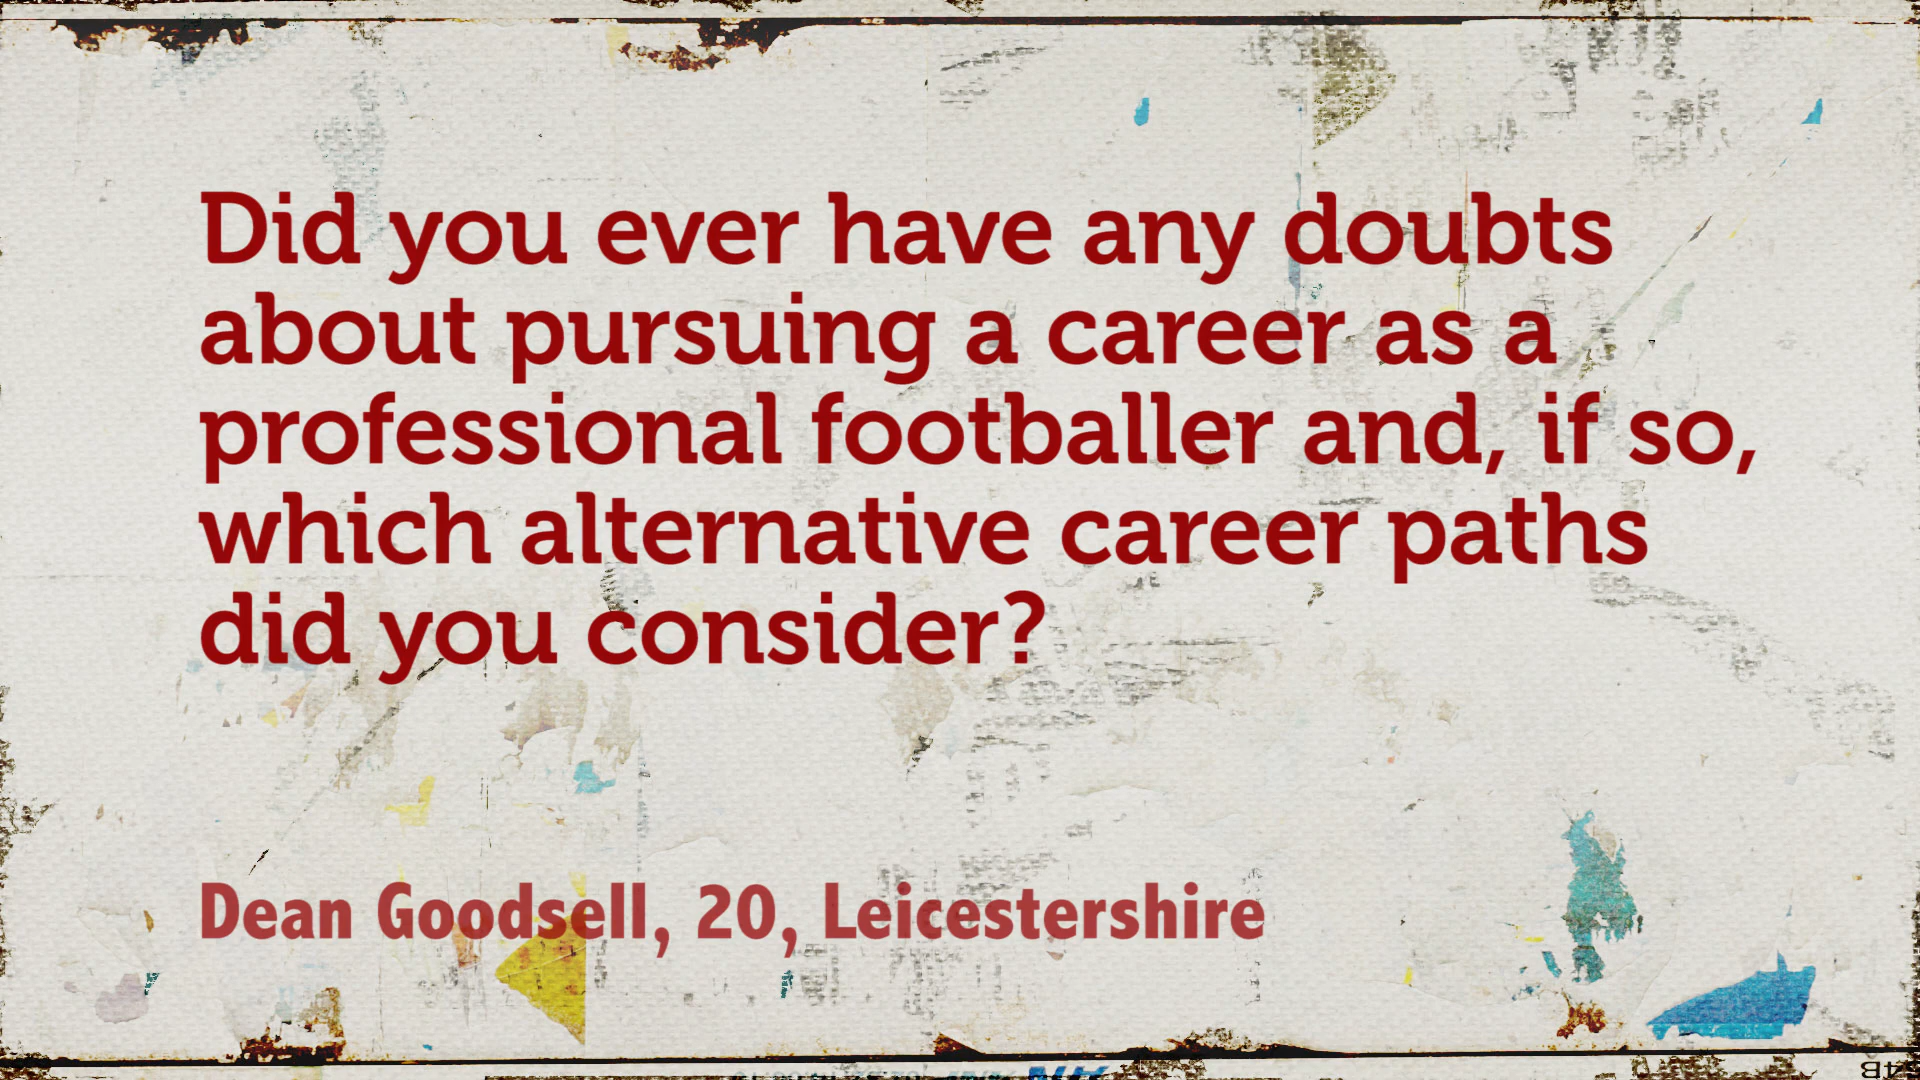 Did you ever have any doubts
about pursuing a career as a
professional footballer and, if so,
which alternative career paths
did you consider?
Dean Goodsell, 20, Leicestershire